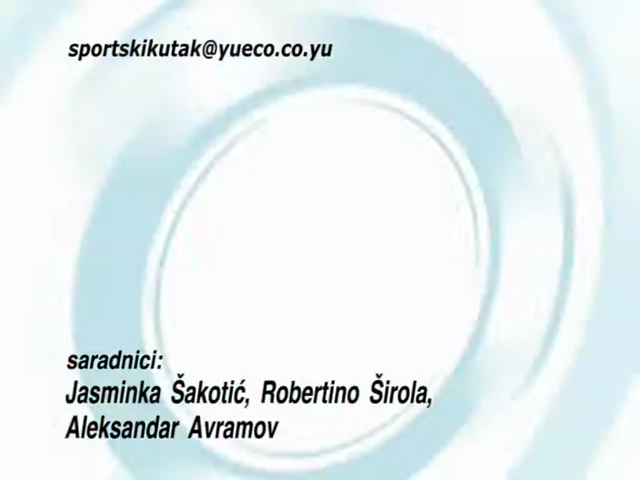 sportskikutak@yueco.co.yu
saradnici:
Jasminka Šakotić, Robertino Širola,
Aleksandar Avramov